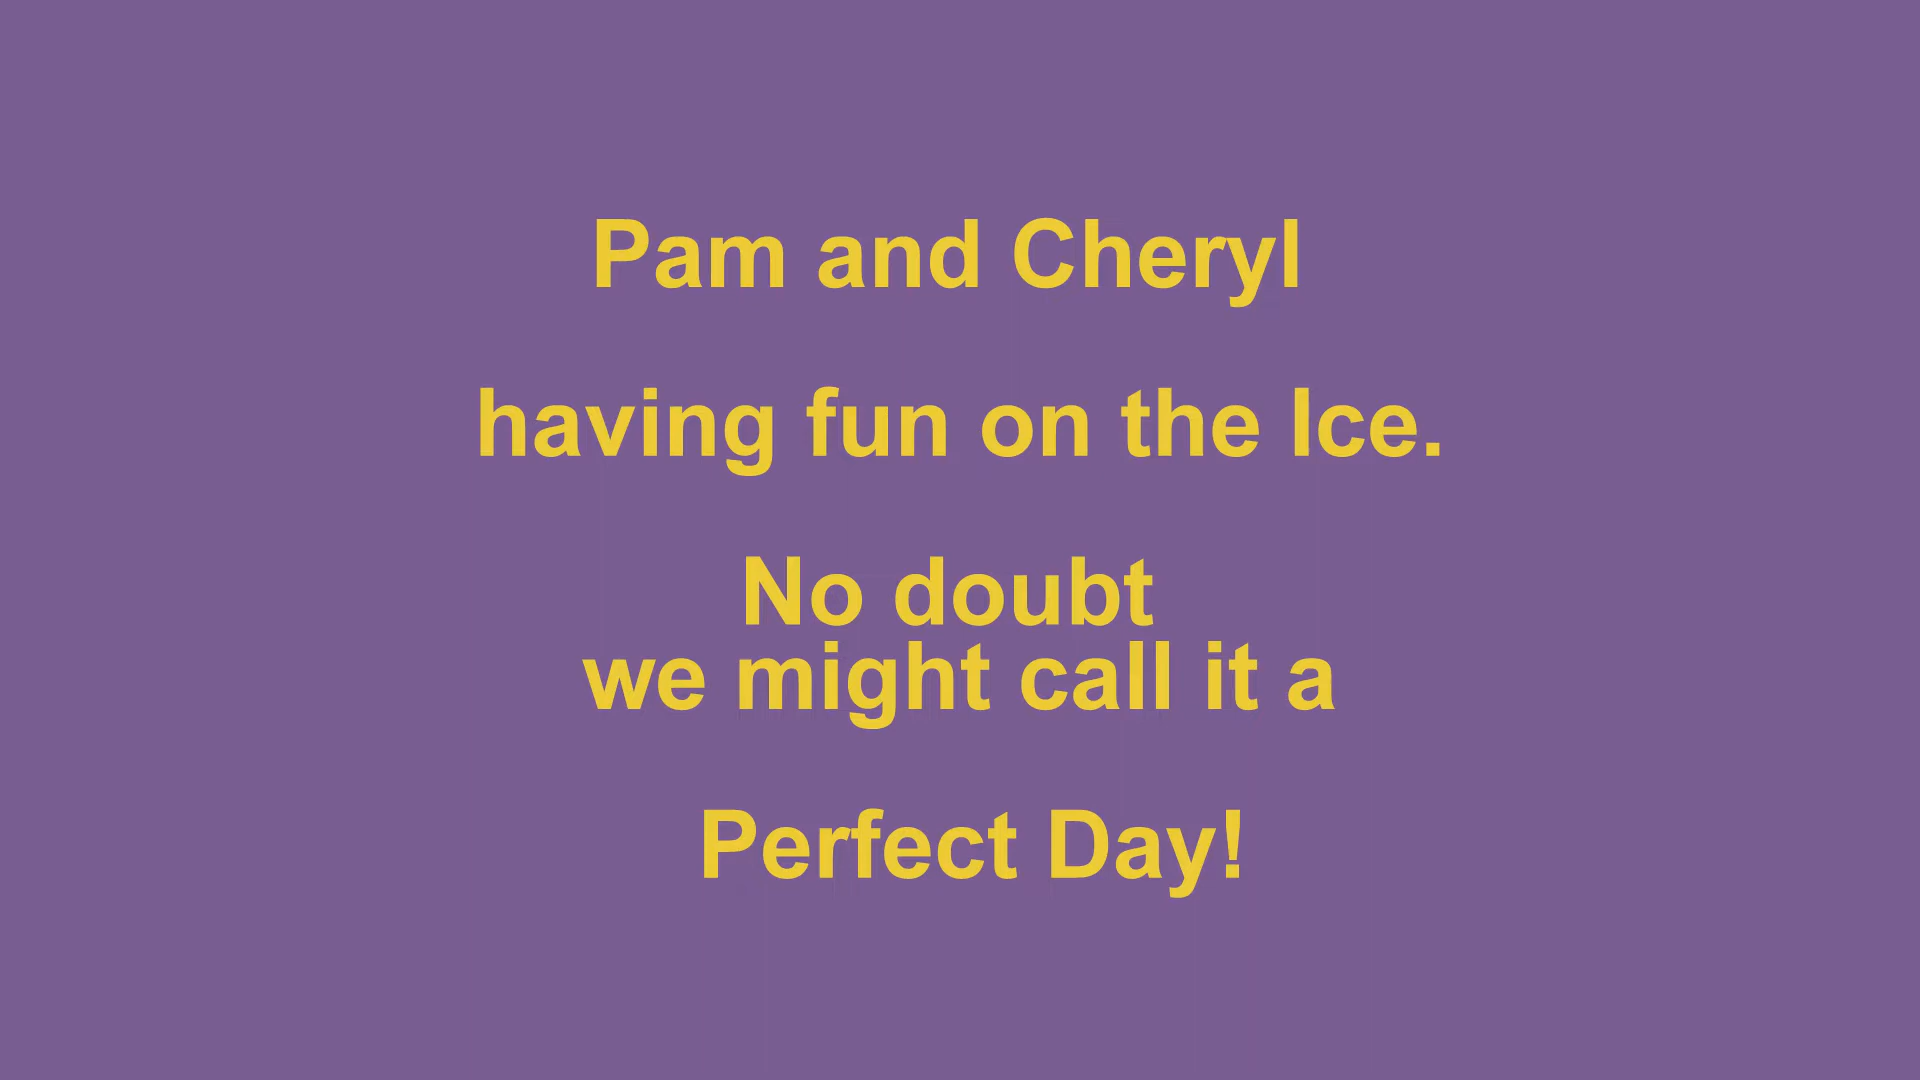 Pam and Cheryl
having fun on the Ice.
No doubt
we might call it a
Perfect Day!